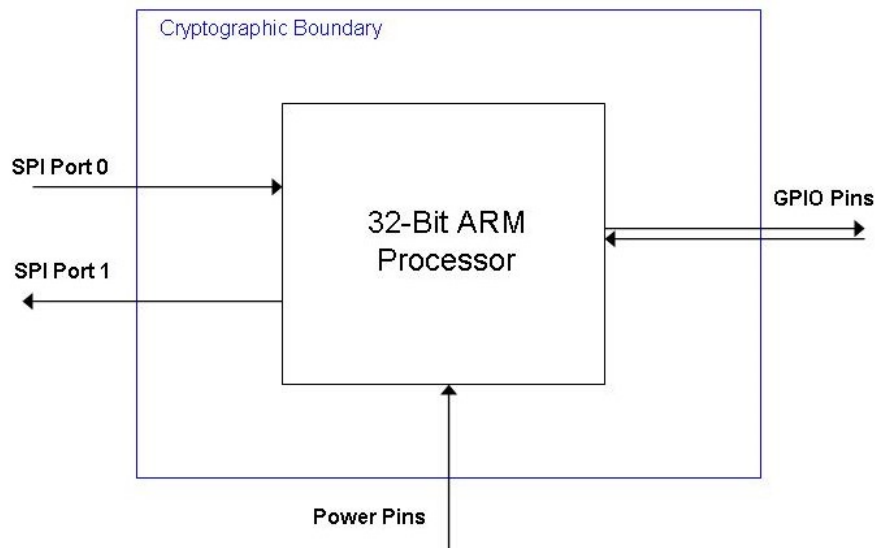 Cryptographic Boundary
SPI Port 0
GPIO Pins
32-Bit ARM
Processor
SPI Port 1
Power Pins